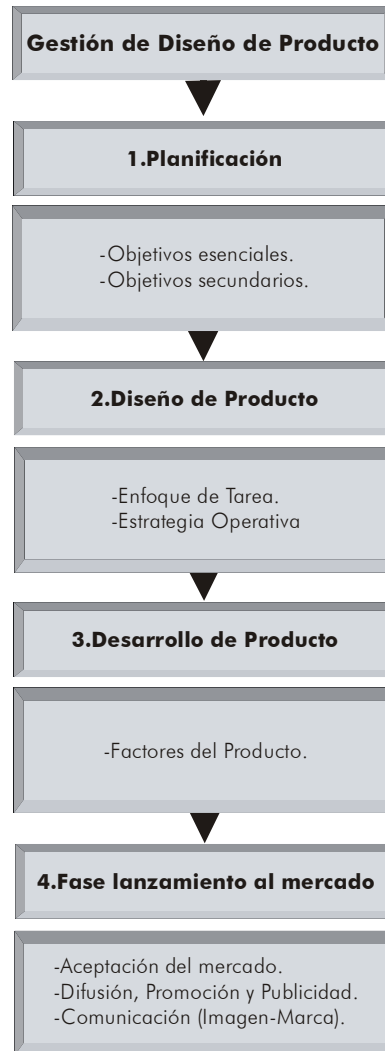 Gestión de Diseño de Producto
1.Planificación
-Objetivos esenciales.
-Objetivos secundarios.
2.Diseño de Producto
-Enfoque de Tarea.
-Estrategia Operativa
3.Desarrollo de Producto
-Factores del Producto.
4.Fase lanzamiento al mercado
-Aceptación del mercado.
-Difusión, Promoción y Publicidad.
-Comunicación (Imagen-Marca).